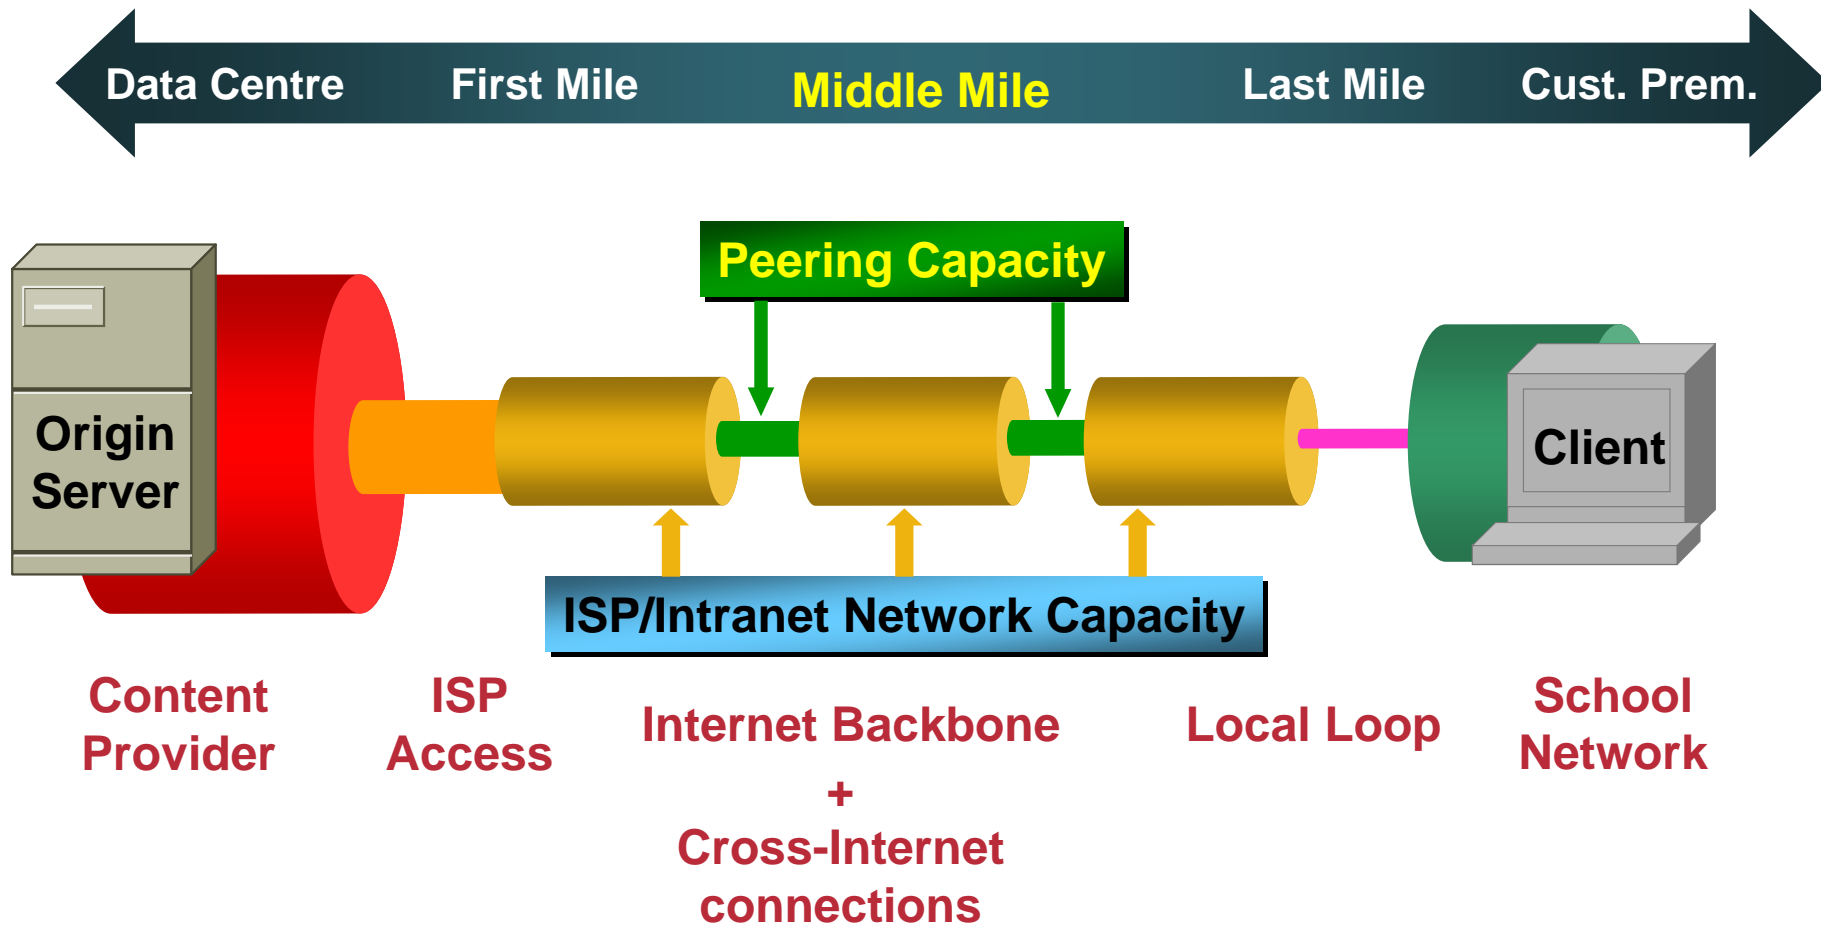 Data Centre
First Mile
Middle Mile
Last Mile
Cust. Prem.
Peering Capacity
Origin
Server
Client
ISP/Intranet Network Capacity
Content
Provider
ISP
Access
Internet Backbone
+
Cross-Internet
connections
Local Loop
School
Network